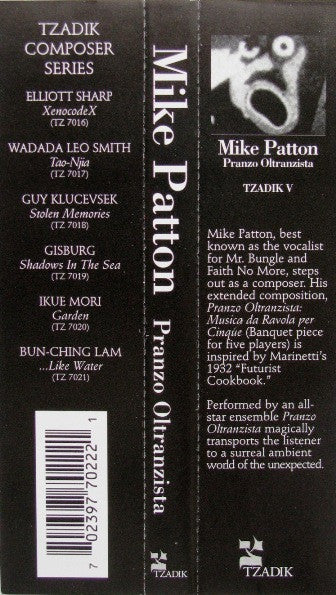 TZADIK
COMPOSER
SERIES
ELLIOTT SHARP
XenocodeX
(TZ 7016)
WADADA LEO SMITH
Tao-Njia
(TZ 7017)
GUY KLUCEVSEK
Stolen Memories
(TZ 7018)
GISBURG
Shadows In The Sea
(TZ 7019)
IKUE MORI
Garden
(TZ 7020)
BUN-CHING LAM
...Like Water
(TZ 7021)
7 02397 70222 1
Mike Patton Pranzo Oltranzista
TZADIK
Mike Patton
Pranzo Oltranzista
TZADIK V
Mike Patton, best
known as the vocalist
for Mr. Bungle and
Faith No More, steps
out as a composer. His
extended composition,
Pranzo Oltranzista:
Musica da Ravola per
Cinque (Banquet piece
for five players) is
inspired by Marinetti's
1932 "Futurist
Cookbook."
Performed by an all-
star ensemble Pranzo
Oltranzista magically
transports the listener
to a surreal ambient
world of the unexpected.
TZADIK